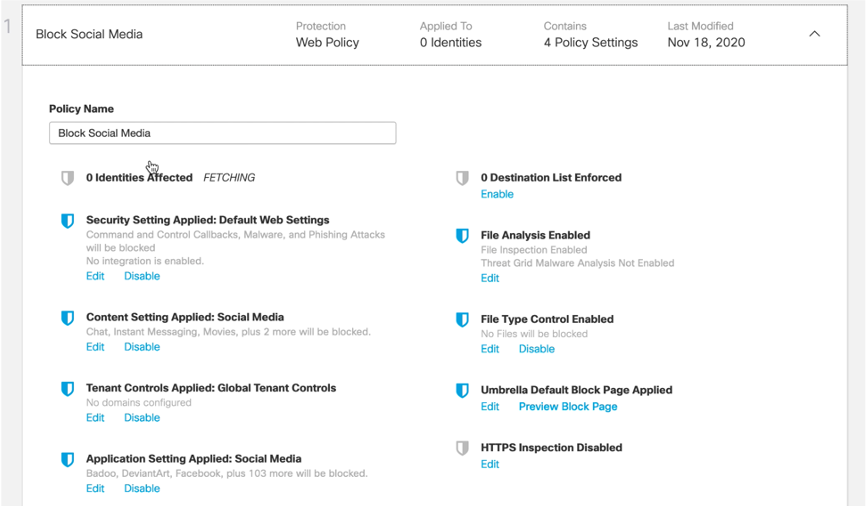 1
Block Social Media
Protection
Web Policy
Applied To
0 Identities
Contains
4 Policy Settings
Last Modified
Nov 18, 2020
Policy Name
Block Social Media
0 Identities Affected FETCHING
Security Setting Applied: Default Web Settings
Command and Control Callbacks, Malware, and Phishing Attacks
will be blocked
No integration is enabled.
Edit Disable
Content Setting Applied: Social Media
Chat, Instant Messaging, Movies, plus 2 more will be blocked.
Edit Disable
Tenant Controls Applied: Global Tenant Controls
No domains configured
Edit Disable
Application Setting Applied: Social Media
Badoo, DeviantArt, Facebook, plus 103 more will be blocked.
Edit Disable
0 Destination List Enforced
Enable
File Analysis Enabled
File Inspection Enabled
Threat Grid Malware Analysis Not Enabled
Edit
File Type Control Enabled
No Files will be blocked
Edit Disable
Umbrella Default Block Page Applied
Edit Preview Block Page
HTTPS Inspection Disabled
Edit